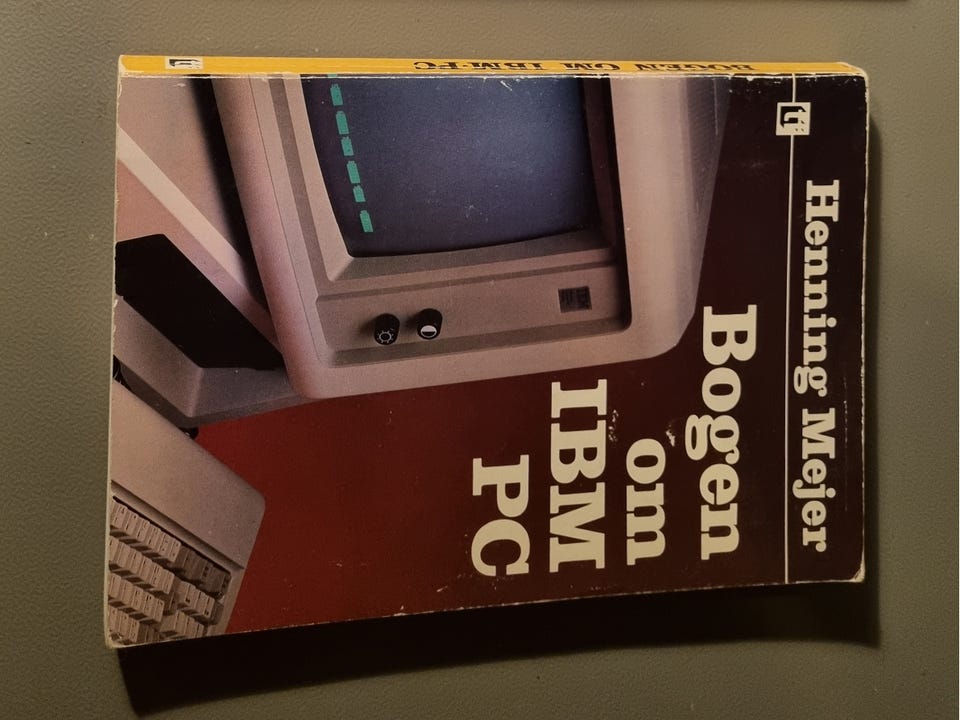 Henning Mejer
Bogen
om
IBM
PC
BOGEN OM IBM-PC